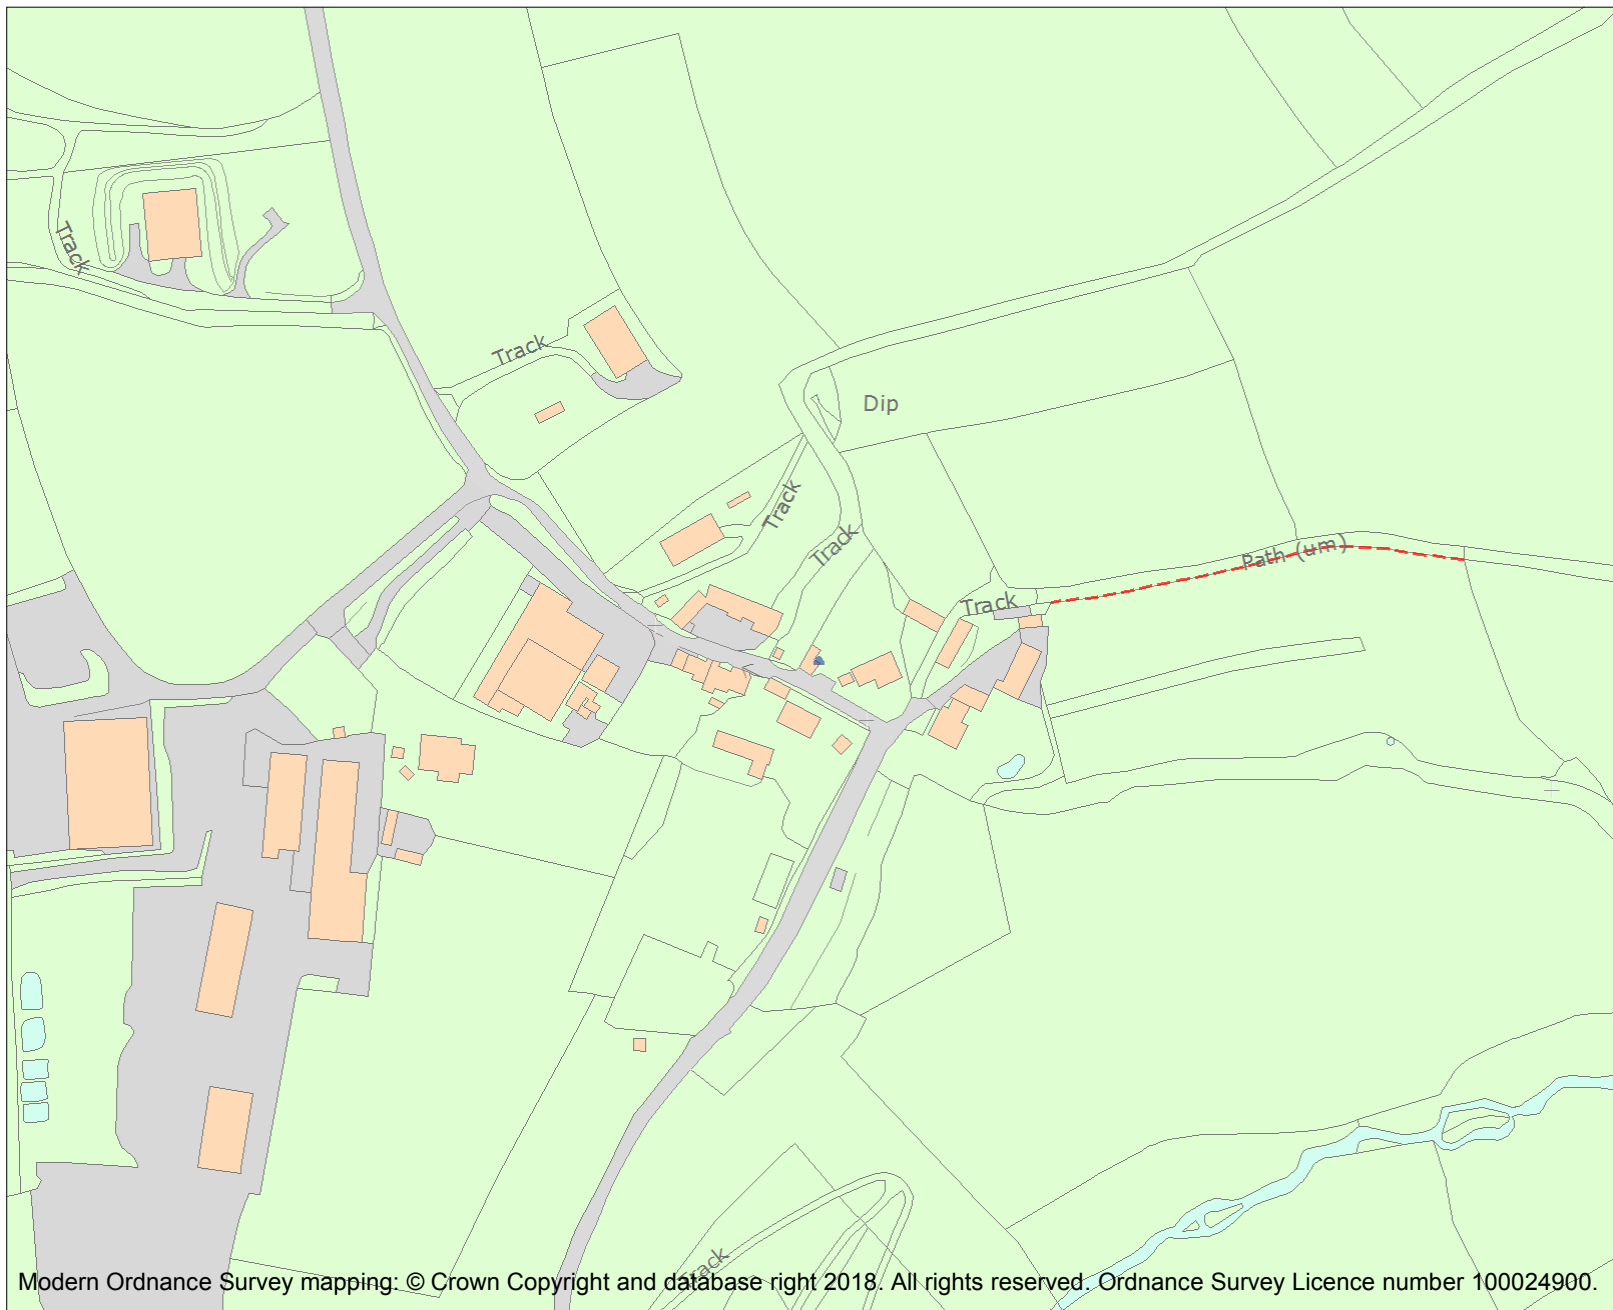 Track
Track
Dip
Track
Track
Path (um)
Track
Track
Modern Ordnance Survey mapping: © Crown Copyright and database right 2018. All rights reserved. Ordnance Survey Licence number 100024900.